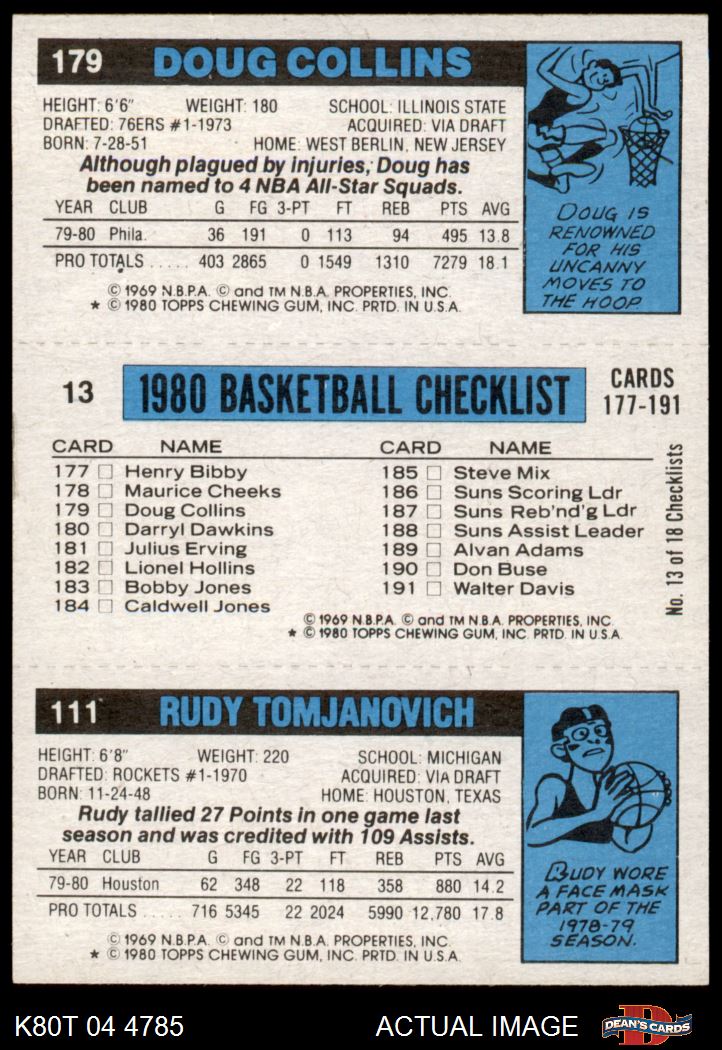 179 DOUG COLLINS
HEIGHT: 6'6" WEIGHT: 180 SCHOOL: ILLINOIS STATE
DRAFTED: 76ERS #1-1973 ACQUIRED: VIA DRAFT
BORN: 7-28-51 HOME: WEST BERLIN, NEW JERSEY
Although plagued by injuries, Doug has
been named to 4 NBA All-Star Squads.
YEAR CLUB G FG 3-PT FT REB PTS AVG
79-80 Phila. 36 191 0 113 94 495 13.8
PRO TOTALS ..... 403 2865 0 1549 1310 7279 18.1
© 1969 N.B.P.A. © and TM N.B.A. PROPERTIES, INC.
* © 1980 TOPPS CHEWING GUM, INC. PRTD. IN U.S.A.
DOUG IS
RENOWNED
FOR HIS
UNCANNY
MOVES TO
THE HOOP.
13 1980 BASKETBALL CHECKLIST CARDS
177-191
CARD NAME CARD NAME
177 □ Henry Bibby 185 □ Steve Mix
178 □ Maurice Cheeks 186 □ Suns Scoring Ldr
179 □ Doug Collins 187 □ Suns Reb'nd'g Ldr
180 □ Darryl Dawkins 188 □ Suns Assist Leader
181 □ Julius Erving 189 □ Alvan Adams
182 □ Lionel Hollins 190 □ Don Buse
183 □ Bobby Jones 191 □ Walter Davis
184 □ Caldwell Jones
© 1969 N.B.P.A. © and TM N.B.A. PROPERTIES, INC.
* © 1980 TOPPS CHEWING GUM, INC. PRTD. IN U.S.A.
No. 13 of 18 Checklists
111 RUDY TOMJANOVICH
HEIGHT: 6'8" WEIGHT: 220 SCHOOL: MICHIGAN
DRAFTED: ROCKETS #1-1970 ACQUIRED: VIA DRAFT
BORN: 11-24-48 HOME: HOUSTON, TEXAS
Rudy tallied 27 Points in one game last
season and was credited with 109 Assists.
YEAR CLUB G FG 3-PT FT REB PTS AVG
79-80 Houston 62 348 22 118 358 880 14.2
PRO TOTALS ..... 716 5345 22 2024 5990 12,780 17.8
© 1969 N.B.P.A. © and TM N.B.A. PROPERTIES, INC.
* © 1980 TOPPS CHEWING GUM, INC. PRTD. IN U.S.A.
RUDY WORE
A FACE MASK
PART OF THE
1978-79
SEASON.
K80T 04 4785 ACTUAL IMAGE D DEAN'S CARDS